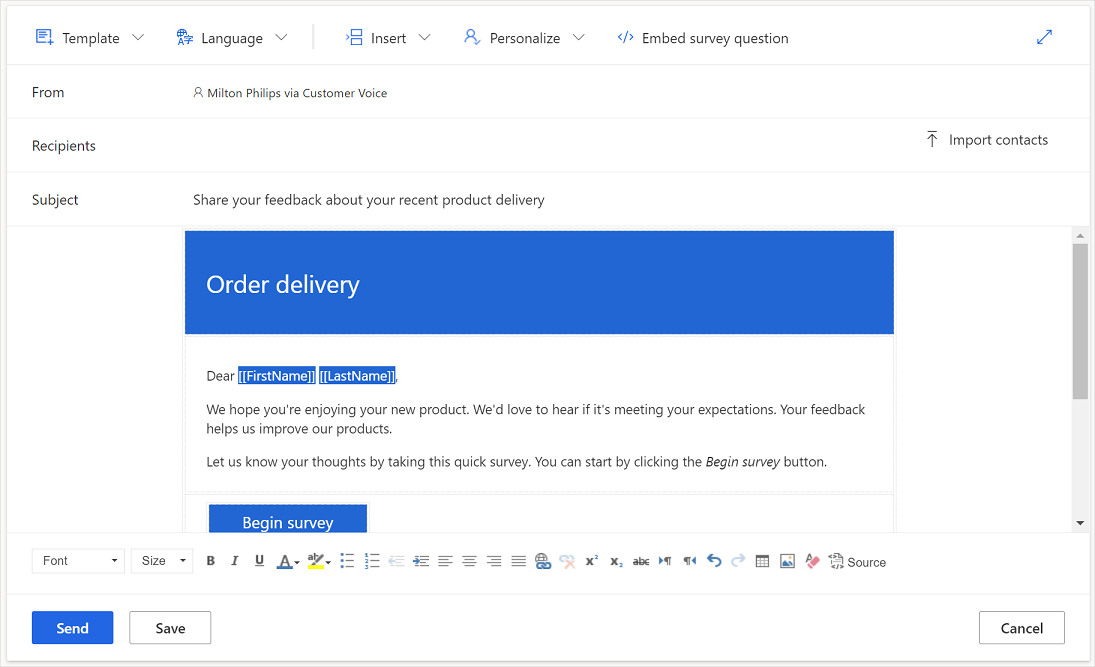 Template Language Insert Personalize </> Embed survey question
From Milton Philips via Customer Voice
Recipients Import contacts
Subject Share your feedback about your recent product delivery
Order delivery
Dear [[FirstName]] [[LastName]],
We hope you're enjoying your new product. We'd love to hear if it's meeting your expectations. Your feedback
helps us improve our products.
Let us know your thoughts by taking this quick survey. You can start by clicking the Begin survey button.
Begin survey
Font Size B I U A ab abc Source
Send Save Cancel